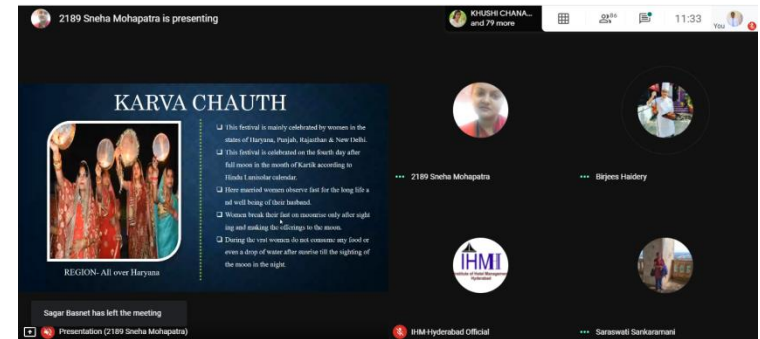 2189 Sneha Mohapatra is presenting
KHUSHI CHANA...
and 79 more
86
11:33
You
KARVA CHAUTH
This festival is mainly celebrated by women in the
states of Haryana, Punjab, Rajasthan & New Delhi.
This festival is celebrated on the fourth day after
full moon in the month of Kartik according to
Hindu Lunisolar calendar.
Here married women observe fast for the long life a
nd well being of their husband.
Women break their fast on moonrise only after sight
ing and making the offerings to the moon.
During the vrat women do not consume any food or
even a drop of water after sunrise till the sighting of
the moon in the night.
REGION- All over Haryana
2189 Sneha Mohapatra
Birjees Haidery
IHM
Institute of Hotel Management
Hyderabad
Sagar Basnet has left the meeting
Presentation (2189 Sneha Mohapatra)
IHM-Hyderabad Official
Saraswati Sankaramani